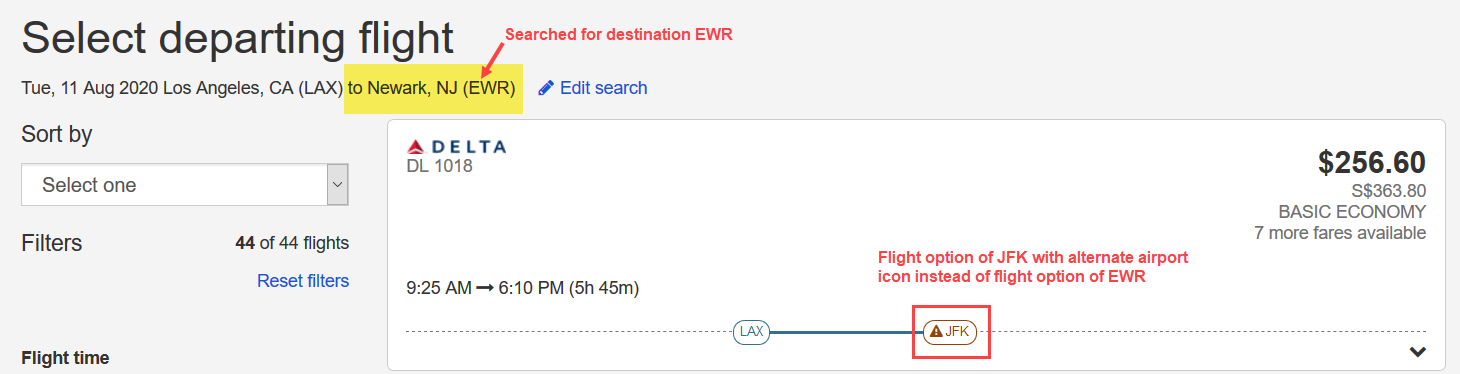 Select departing flight
Searched for destination EWR
Tue, 11 Aug 2020 Los Angeles, CA (LAX) to Newark, NJ (EWR) Edit search
Sort by
Select one
Filters 44 of 44 flights
Reset filters
Flight time
DELTA
DL 1018
$256.60
S$363.80
BASIC ECONOMY
7 more fares available
Flight option of JFK with alternate airport
icon instead of flight option of EWR
9:25 AM → 6:10 PM (5h 45m)
LAX JFK